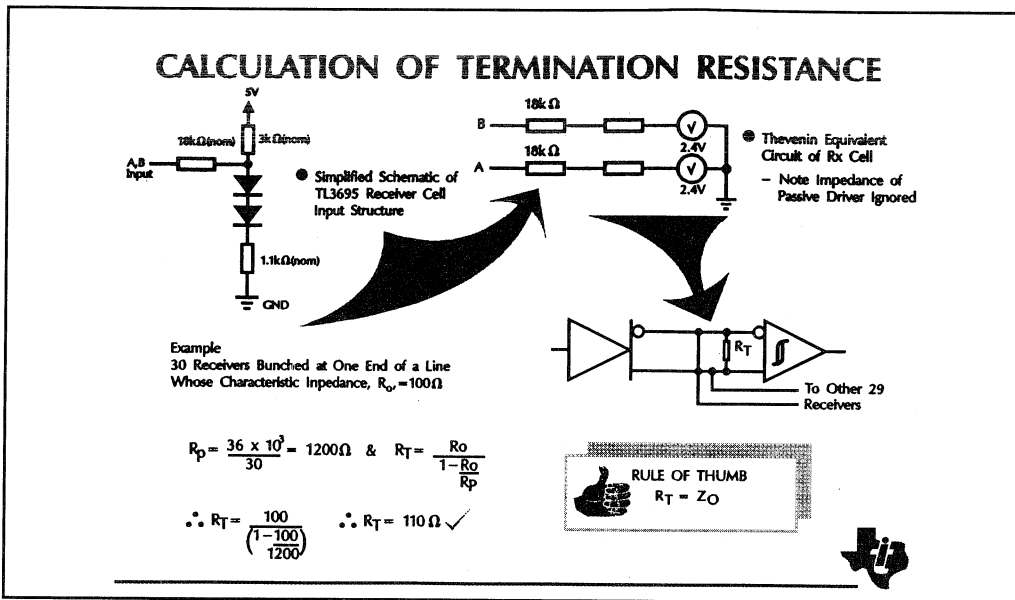 CALCULATION OF TERMINATION RESISTANCE
5V
18kΩ(nom)
3kΩ(nom)
A,B
Input
1.1kΩ(nom)
GND
● Simplified Schematic of
TL3695 Receiver Cell
Input Structure
18kΩ
B
2.4V
18kΩ
A
2.4V
● Thevenin Equivalent
Circuit of Rx Cell
– Note Impedance of
Passive Driver Ignored
RT
To Other 29
Receivers
Example
30 Receivers Bunched at One End of a Line
Whose Characteristic Inpedance, Ro, =100Ω
Rp = 36 x 10³ / 30 = 1200Ω & RT = Ro / 1-Ro/Rp
∴ RT = 100 / (1-100/1200) ∴ RT = 110Ω ✓
RULE OF THUMB
RT = ZO
i